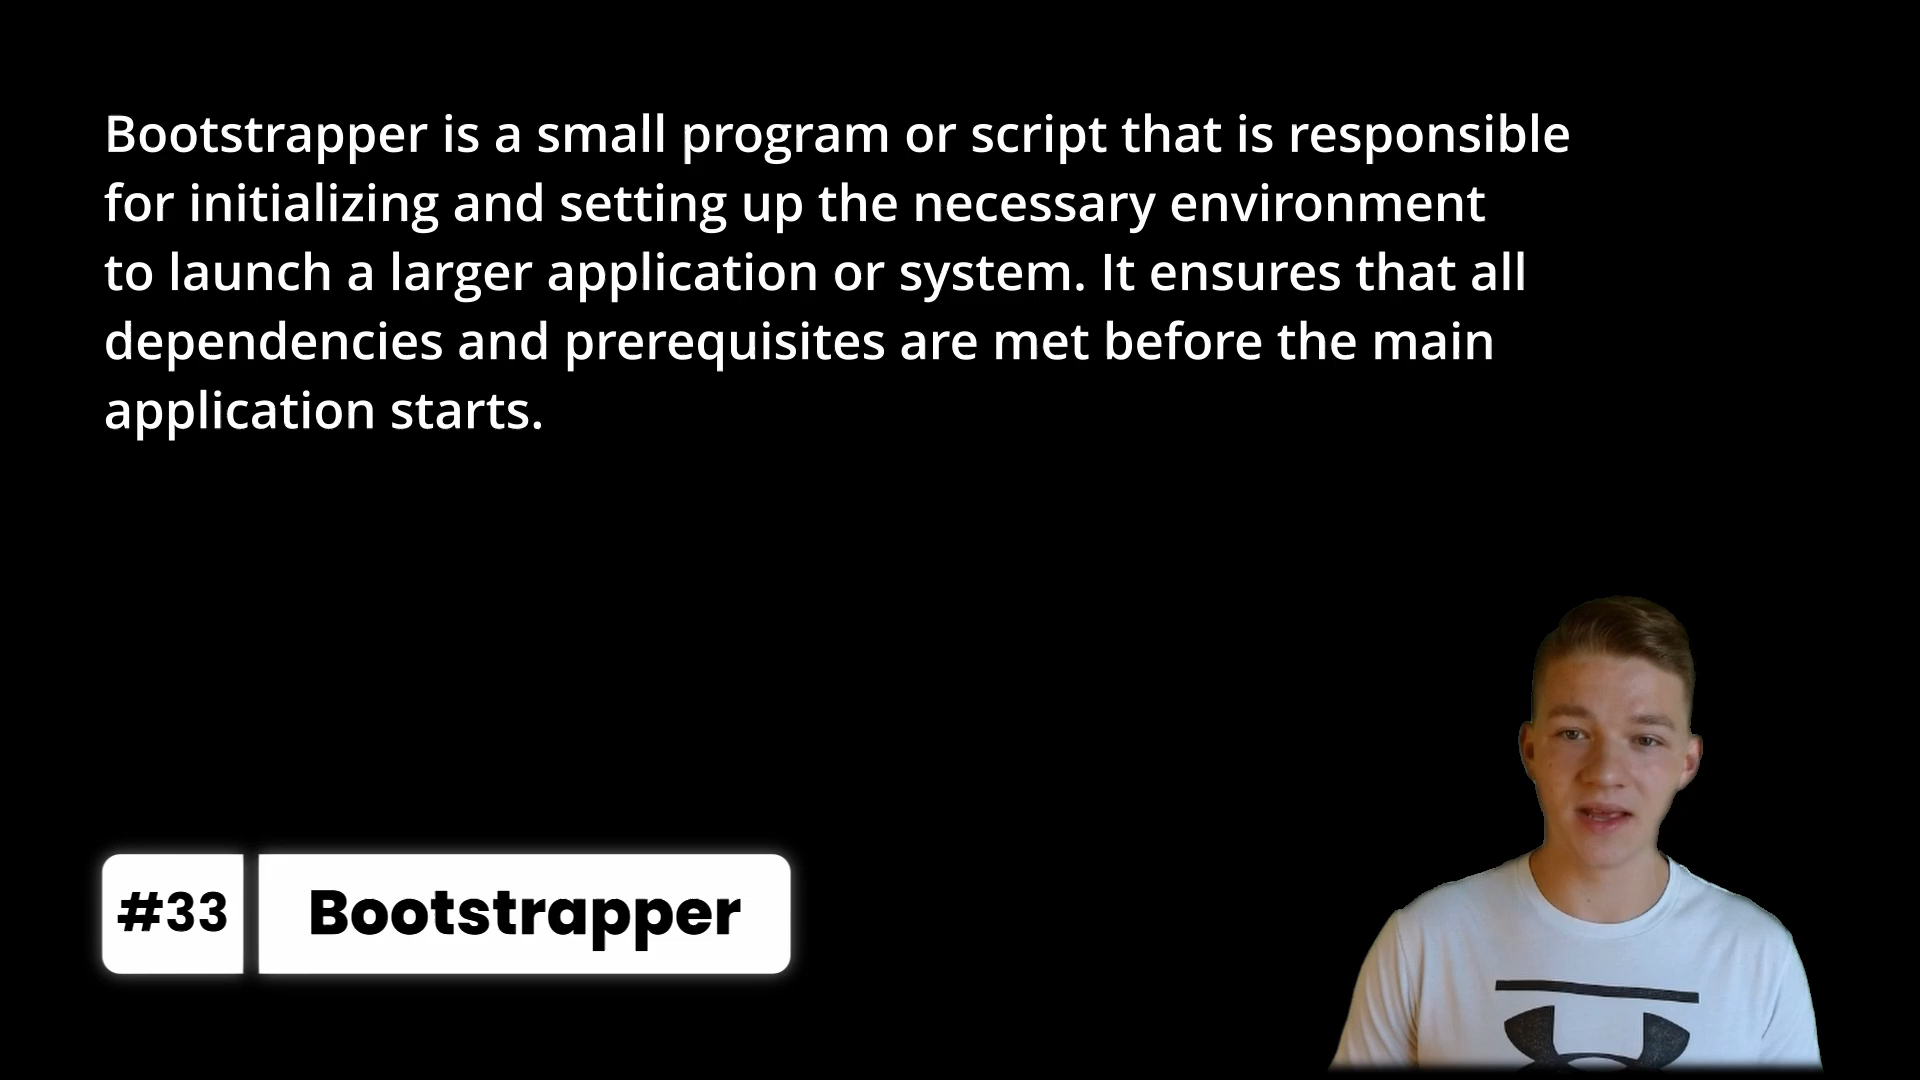 Bootstrapper is a small program or script that is responsible
for initializing and setting up the necessary environment
to launch a larger application or system. It ensures that all
dependencies and prerequisites are met before the main
application starts.
#33 Bootstrapper